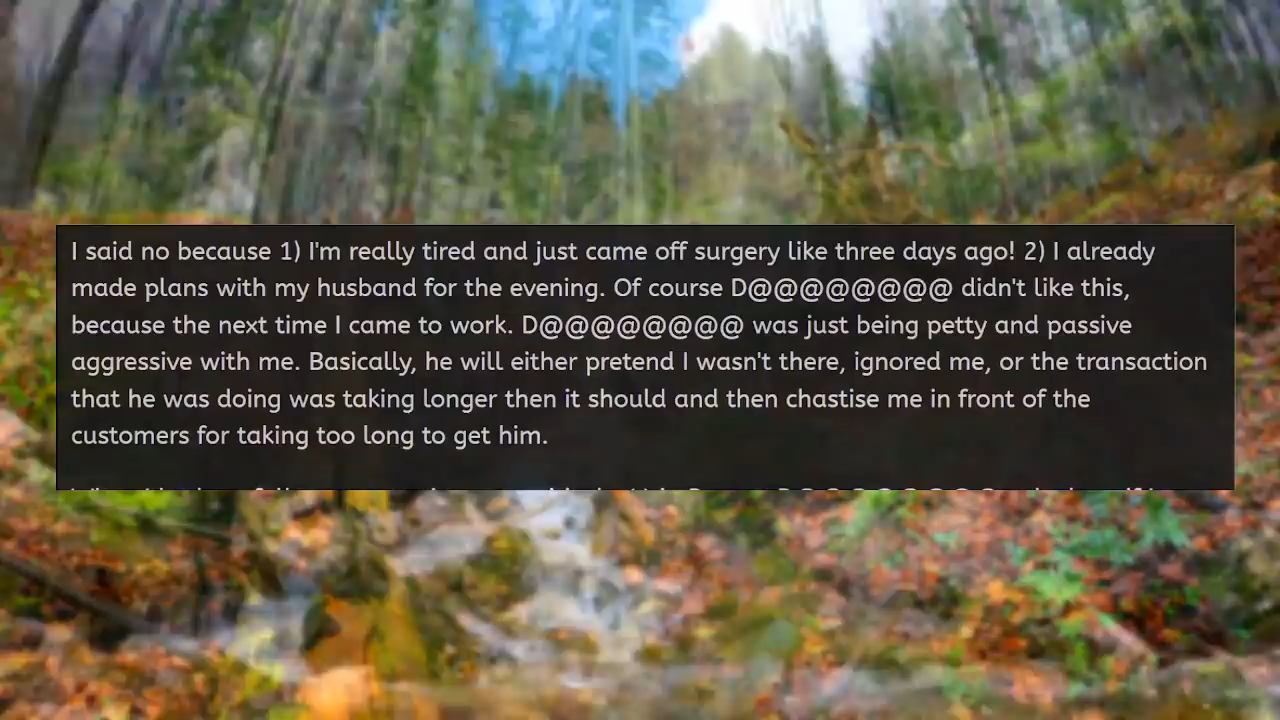 I said no because 1) I'm really tired and just came off surgery like three days ago! 2) I already
made plans with my husband for the evening. Of course D@@@@@@@@ didn't like this,
because the next time I came to work. D@@@@@@@@ was just being petty and passive
aggressive with me. Basically, he will either pretend I wasn't there, ignored me, or the transaction
that he was doing was taking longer then it should and then chastise me in front of the
customers for taking too long to get him.